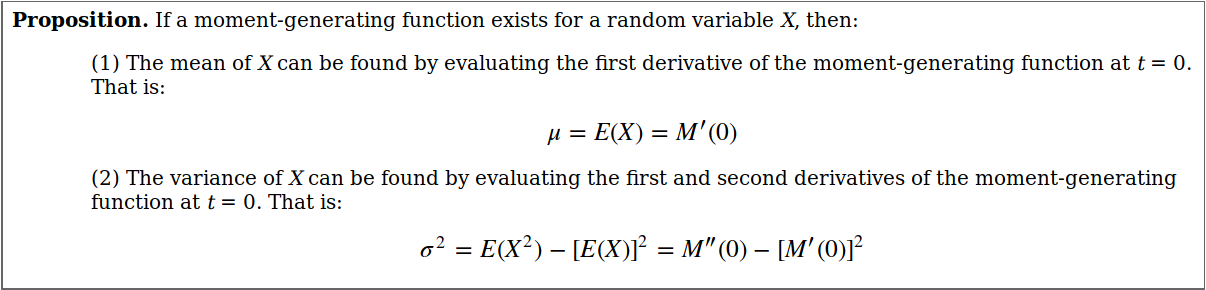 Proposition. If a moment-generating function exists for a random variable X, then:
(1) The mean of X can be found by evaluating the first derivative of the moment-generating function at t = 0.
That is:
μ = E(X) = M′(0)
(2) The variance of X can be found by evaluating the first and second derivatives of the moment-generating
function at t = 0. That is:
σ² = E(X²) − [E(X)]² = M″(0) − [M′(0)]²